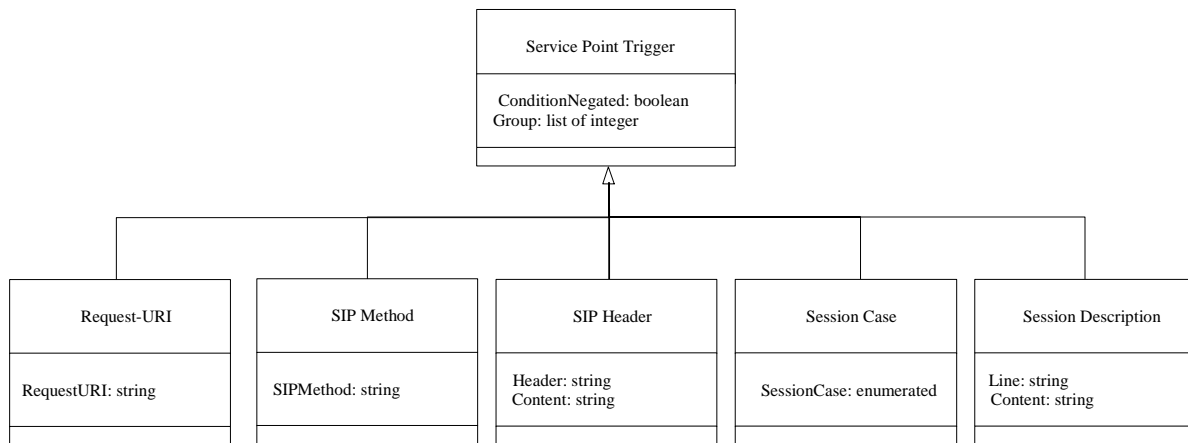 Service Point Trigger
ConditionNegated: boolean
Group: list of integer
Request-URI
RequestURI: string
SIP Method
SIPMethod: string
SIP Header
Header: string
Content: string
Session Case
SessionCase: enumerated
Session Description
Line: string
Content: string